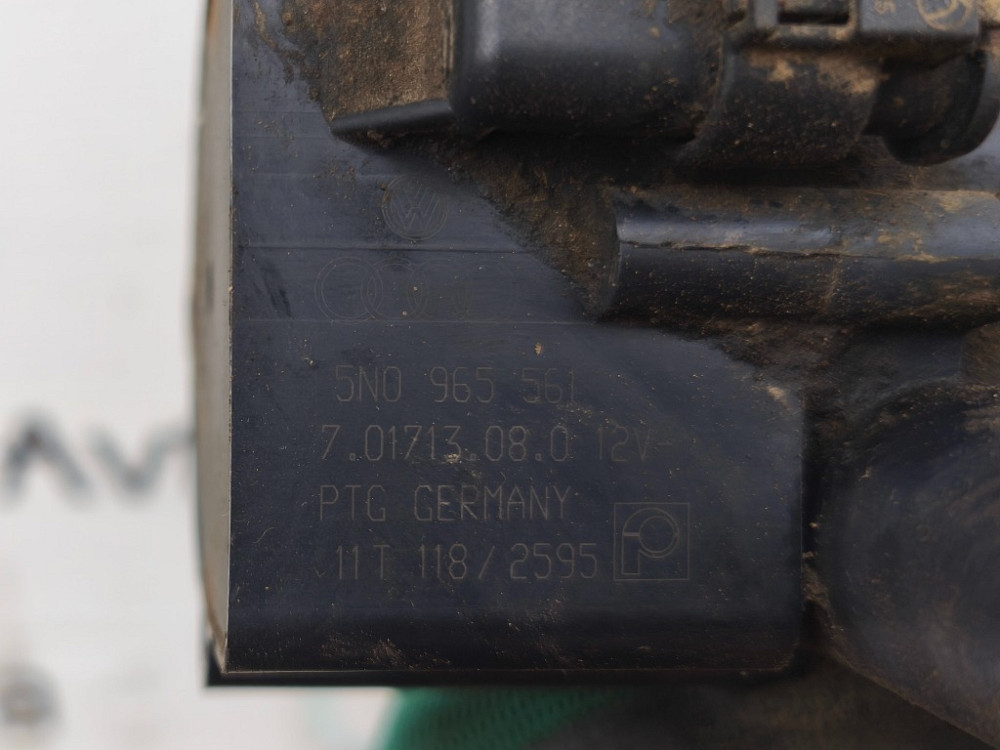 5N0 965 561
7.01713.08.0 12V
PTG GERMANY
11T 118/2595